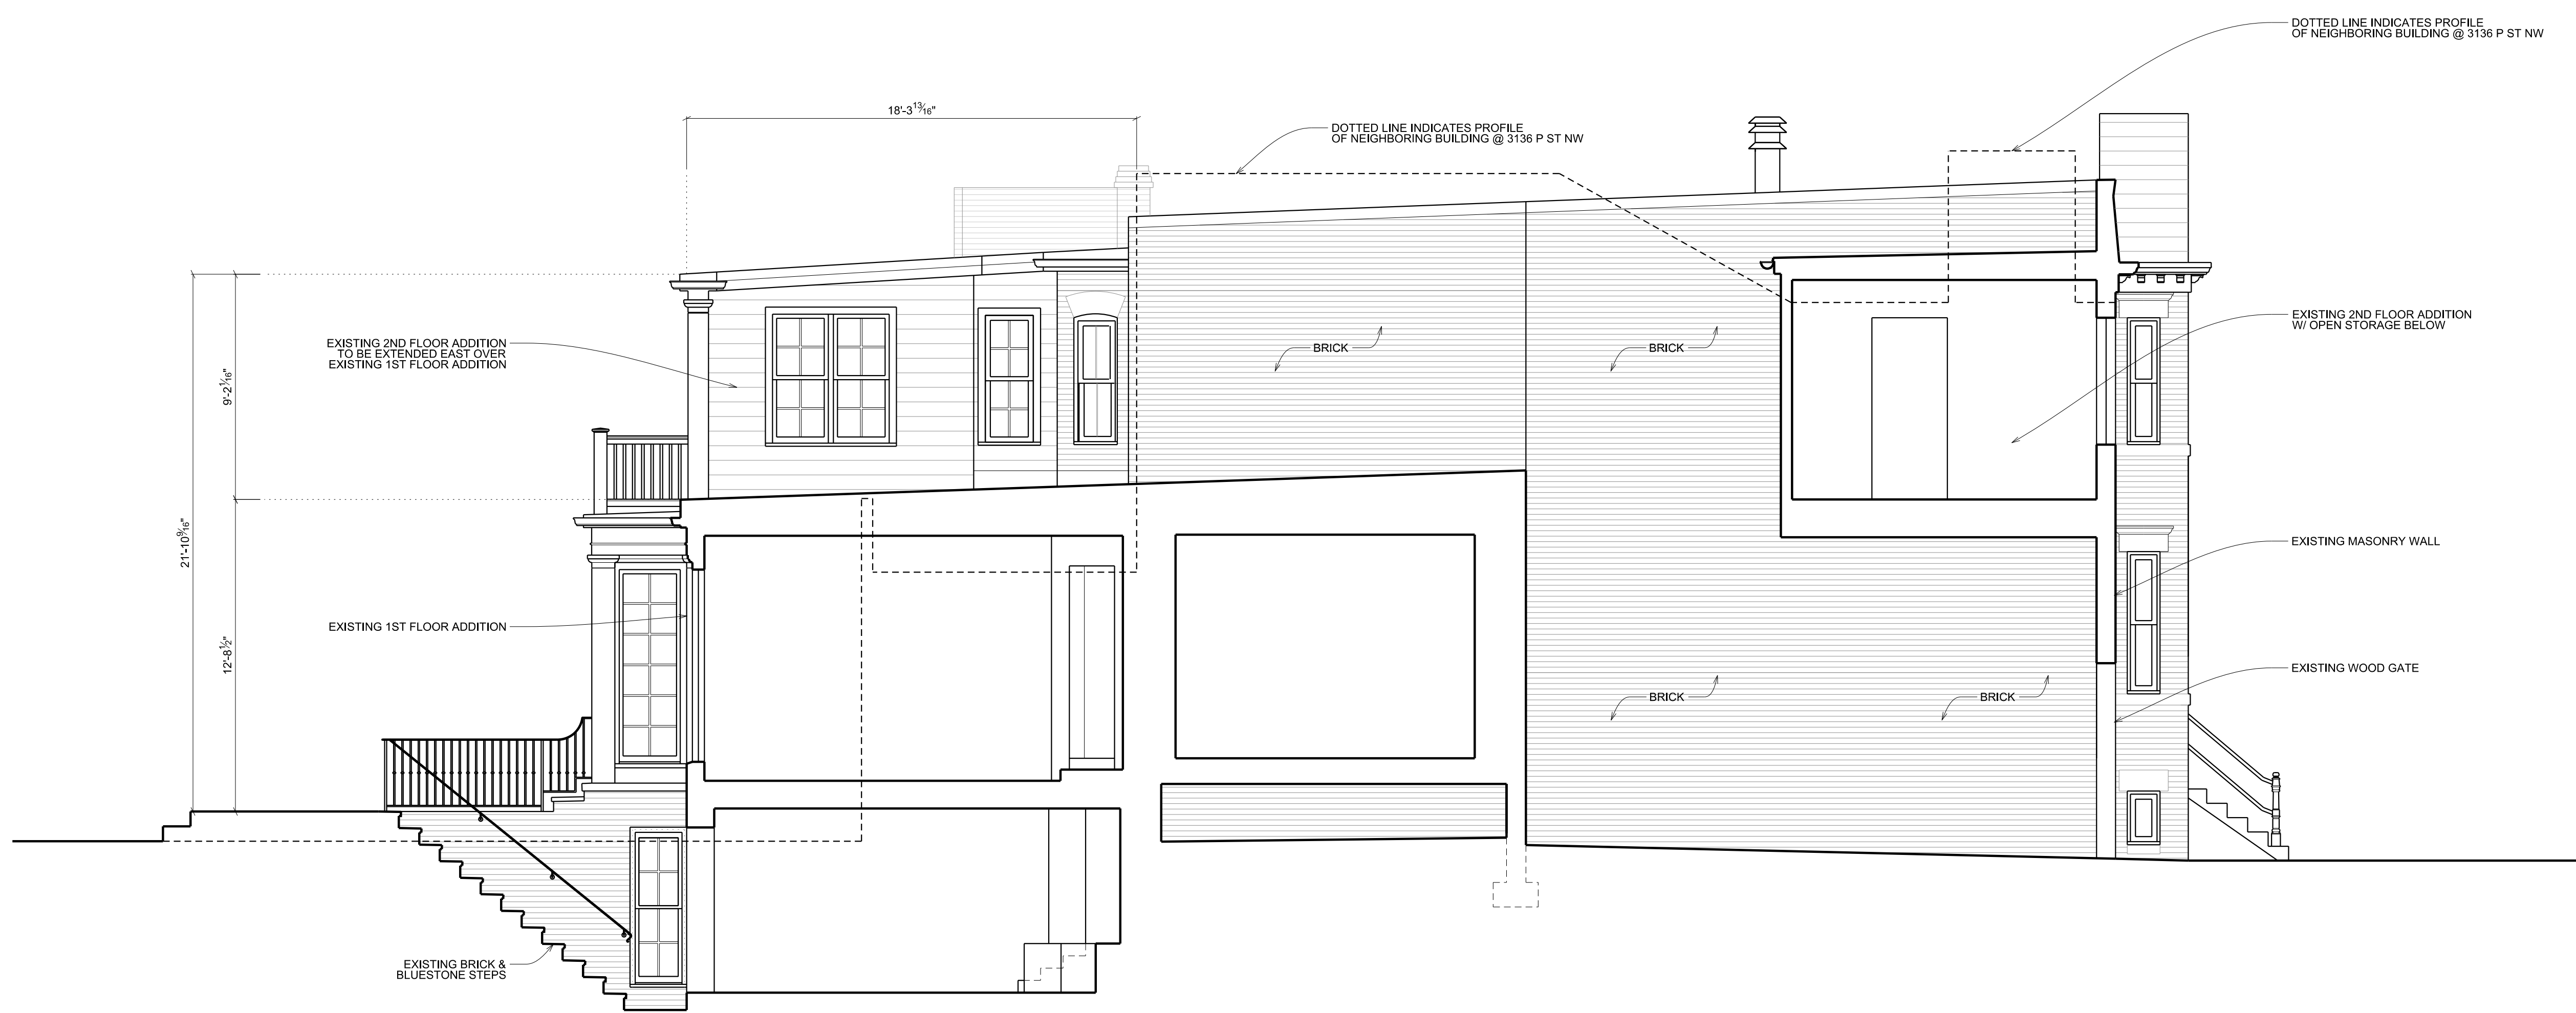 DOTTED LINE INDICATES PROFILE
OF NEIGHBORING BUILDING @ 3136 P ST NW
18'-3 13/16"
DOTTED LINE INDICATES PROFILE
OF NEIGHBORING BUILDING @ 3136 P ST NW
EXISTING 2ND FLOOR ADDITION
TO BE EXTENDED EAST OVER
EXISTING 1ST FLOOR ADDITION
BRICK
BRICK
EXISTING 2ND FLOOR ADDITION
W/ OPEN STORAGE BELOW
9'-2 1/16"
21'-10 9/16"
12'-8 1/2"
EXISTING MASONRY WALL
EXISTING 1ST FLOOR ADDITION
EXISTING WOOD GATE
BRICK
BRICK
EXISTING BRICK &
BLUESTONE STEPS